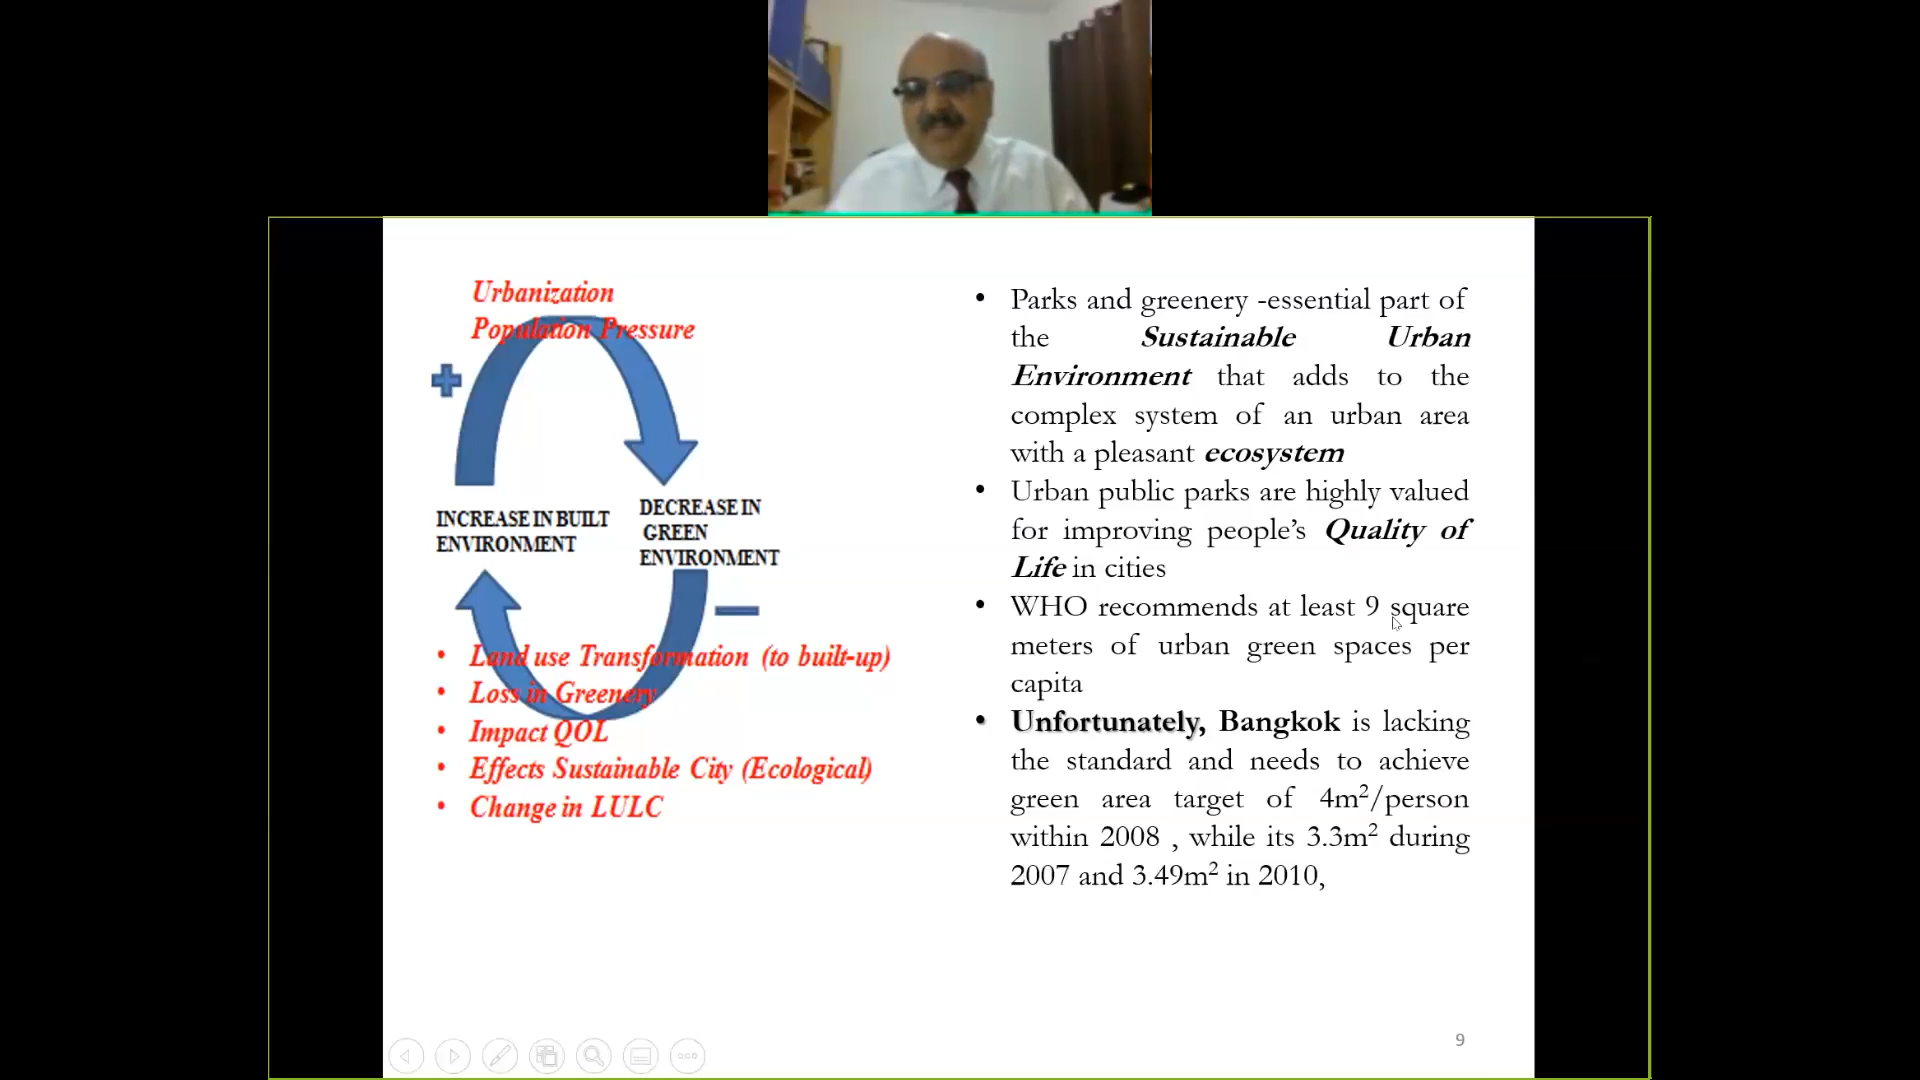 Urbanization
Population Pressure
INCREASE IN BUILT
ENVIRONMENT
DECREASE IN
GREEN
ENVIRONMENT
• Land use Transformation (to built-up)
• Loss in Greenery
• Impact QOL
• Effects Sustainable City (Ecological)
• Change in LULC
• Parks and greenery -essential part of
the Sustainable Urban
Environment that adds to the
complex system of an urban area
with a pleasant ecosystem
• Urban public parks are highly valued
for improving people’s Quality of
Life in cities
• WHO recommends at least 9 square
meters of urban green spaces per
capita
• Unfortunately, Bangkok is lacking
the standard and needs to achieve
green area target of 4m²/person
within 2008 , while its 3.3m² during
2007 and 3.49m² in 2010,
9